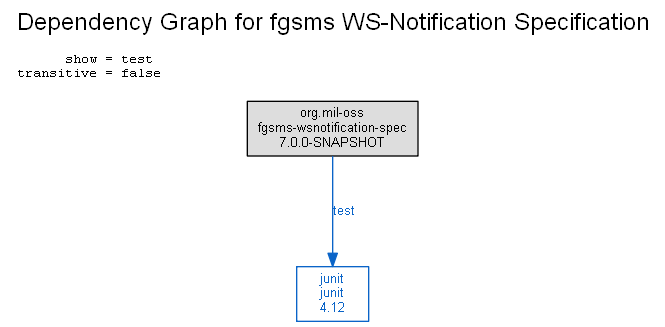 Dependency Graph for fgsms WS-Notification Specification
show = test
transitive = false
org.mil-oss
fgsms-wsnotification-spec
7.0.0-SNAPSHOT
test
junit
junit
4.12